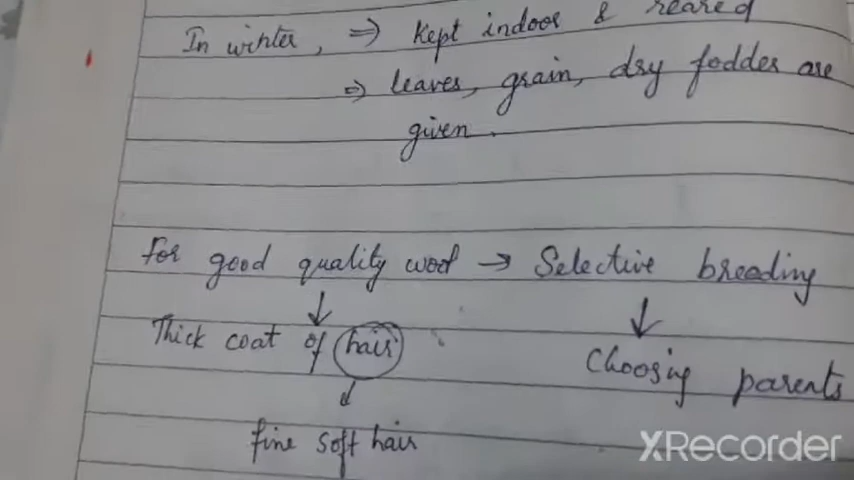 In winter, ⇒ kept indoor & reared
⇒ leaves, grain, dry fodder are
given.
For good quality wool → Selective breeding
↓ ↓
Thick coat of hair Choosing parents
↓
fine soft hair
XRecorder